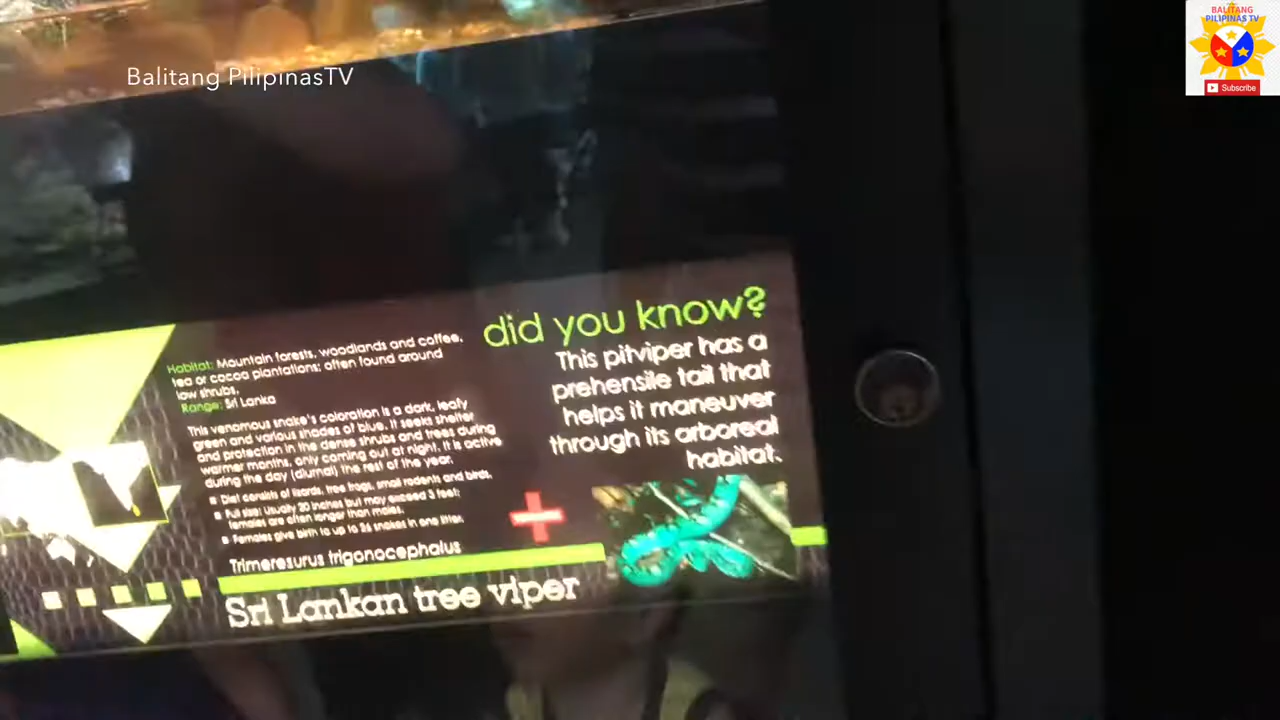 Balitang PilipinasTV
BALITANG
PILIPINAS TV
Subscribe
Habitat: Mountain forests, woodlands and coffee,
tea or cocoa plantations; often found around
low shrubs.
Range: Sri Lanka
This venomous snake's coloration is a dark, leafy
green and various shades of blue. It seeks shelter
and protection in the dense shrubs and trees during
warmer months, only coming out at night. It is active
during the day (diurnal) the rest of the year.
Diet consists of lizards, tree frogs, small rodents and birds.
Full size: Usually 20 inches but may exceed 3 feet;
females are often longer than males.
Females give birth to up to 26 snakes in one litter.
Trimeresurus trigonocephalus
Sri Lankan tree viper
did you know?
This pitviper has a
prehensile tail that
helps it maneuver
through its arboreal
habitat.